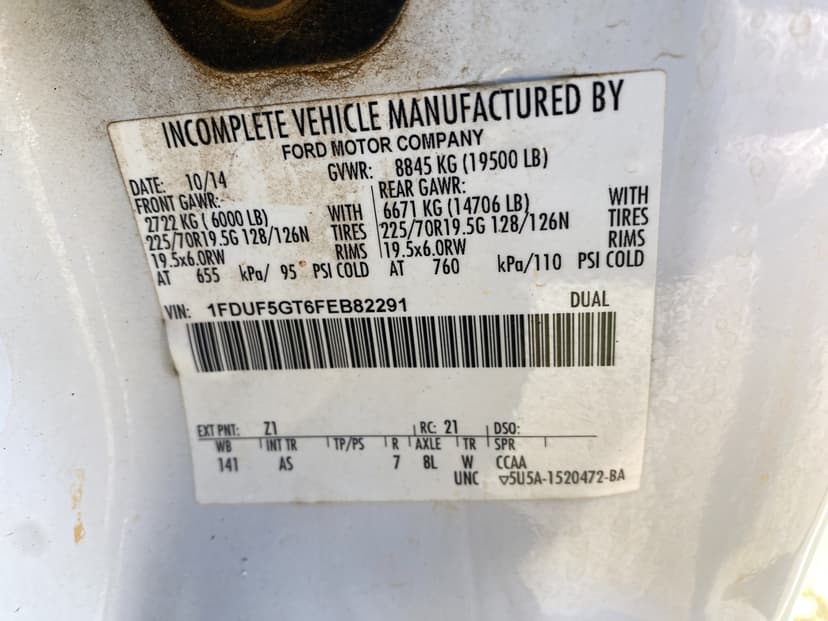 INCOMPLETE VEHICLE MANUFACTURED BY
FORD MOTOR COMPANY
DATE: 10/14 GVWR: 8845 KG (19500 LB)
FRONT GAWR: REAR GAWR:
2722 KG ( 6000 LB) WITH 6671 KG (14706 LB) WITH
225/70R19.5G 128/126N TIRES 225/70R19.5G 128/126N TIRES
19.5x6.0RW RIMS 19.5x6.0RW RIMS
AT 655 kPa/ 95 PSI COLD AT 760 kPa/110 PSI COLD
VIN: 1FDUF5GT6FEB82291 DUAL
EXT PNT: Z1 RC: 21 DSO:
WB INT TR TP/PS R AXLE TR SPR
141 AS 7 8L W CCAA
UNC ▽5U5A-1520472-BA